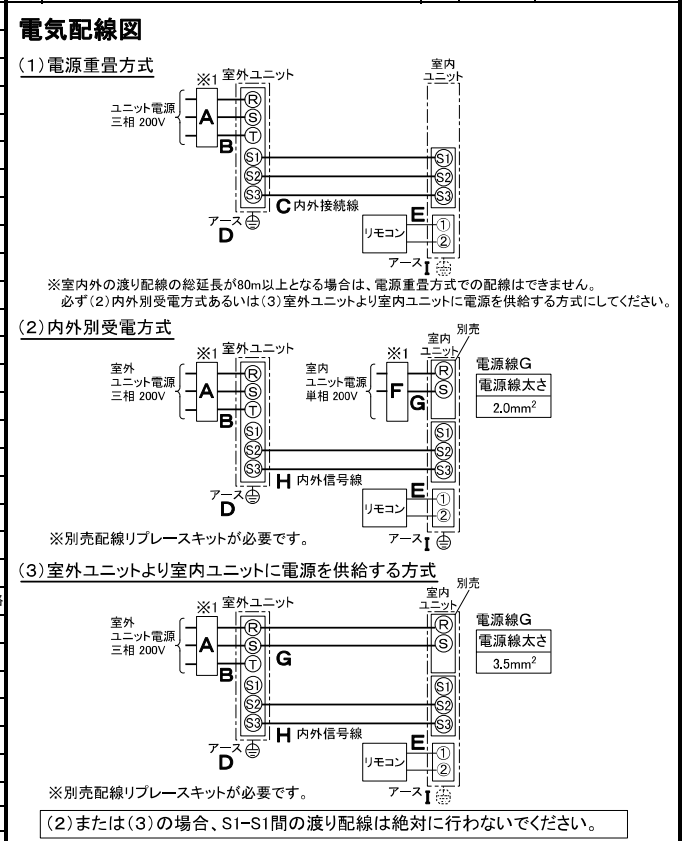 電気配線図
(1)電源重畳方式
※1 室外ユニット
室内
ユニット
ユニット電源
三相 200V
A
B
R
S
T
S1
S2
S3
S1
S2
S3
C 内外接続線
アース
D
リモコン
E
①
②
アース I
※室内外の渡り配線の総延長が80m以上となる場合は、電源重畳方式での配線はできません。
必ず(2)内外別受電方式あるいは(3)室外ユニットより室内ユニットに電源を供給する方式にしてください。
(2)内外別受電方式
※1 室外ユニット
室外
ユニット電源
三相 200V
A
B
R
S
T
S1
S2
S3
室内
ユニット電源
単相 200V
※1
F
G
室内
ユニット
別売
R
S
S1
S2
S3
電源線G
電源線太さ
2.0mm²
H 内外信号線
アース
D
リモコン
E
①
②
アース I
※別売配線リプレースキットが必要です。
(3)室外ユニットより室内ユニットに電源を供給する方式
※1 室外ユニット
室外
ユニット電源
三相 200V
A
B
R
S
T
S1
S2
S3
G
室内
ユニット
別売
R
S
S1
S2
S3
電源線G
電源線太さ
3.5mm²
H 内外信号線
アース
D
リモコン
E
①
②
アース I
※別売配線リプレースキットが必要です。
(2)または(3)の場合、S1-S1間の渡り配線は絶対に行わないでください。